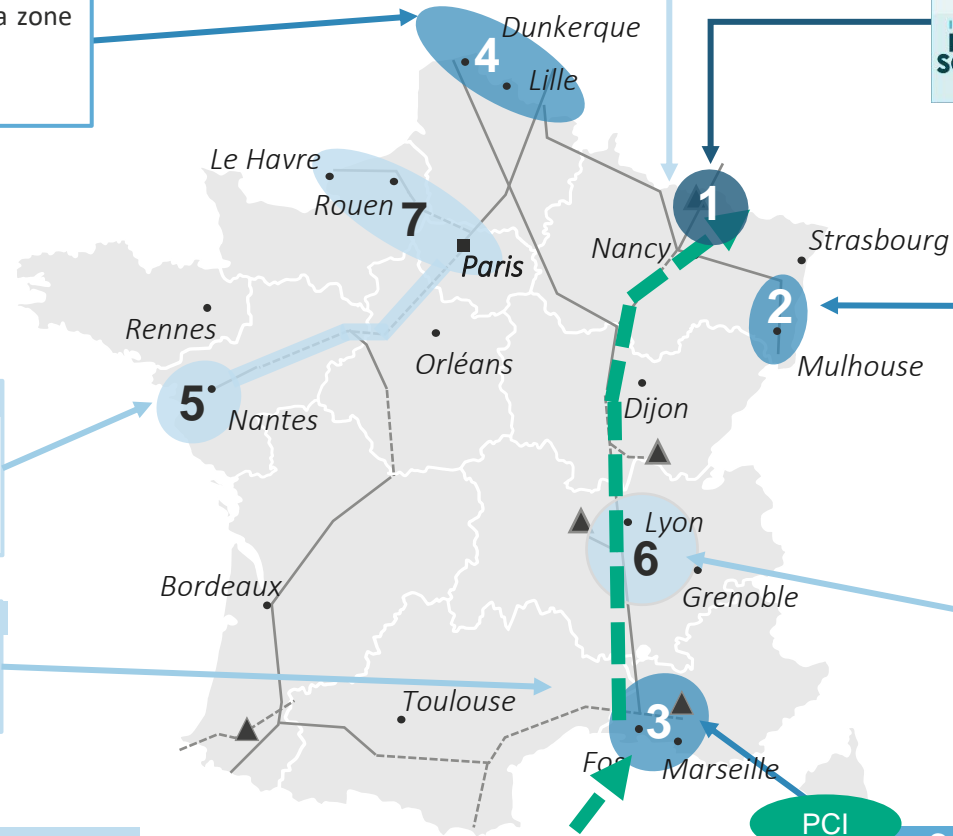 a zone
Dunkerque
4
Lille
Le Havre
Rouen
7
1
Nancy
Strasbourg
Paris
2
Rennes
Orléans
Mulhouse
5
Nantes
Dijon
Lyon
6
Bordeaux
Grenoble
Toulouse
3
Fos
Marseille
PCI